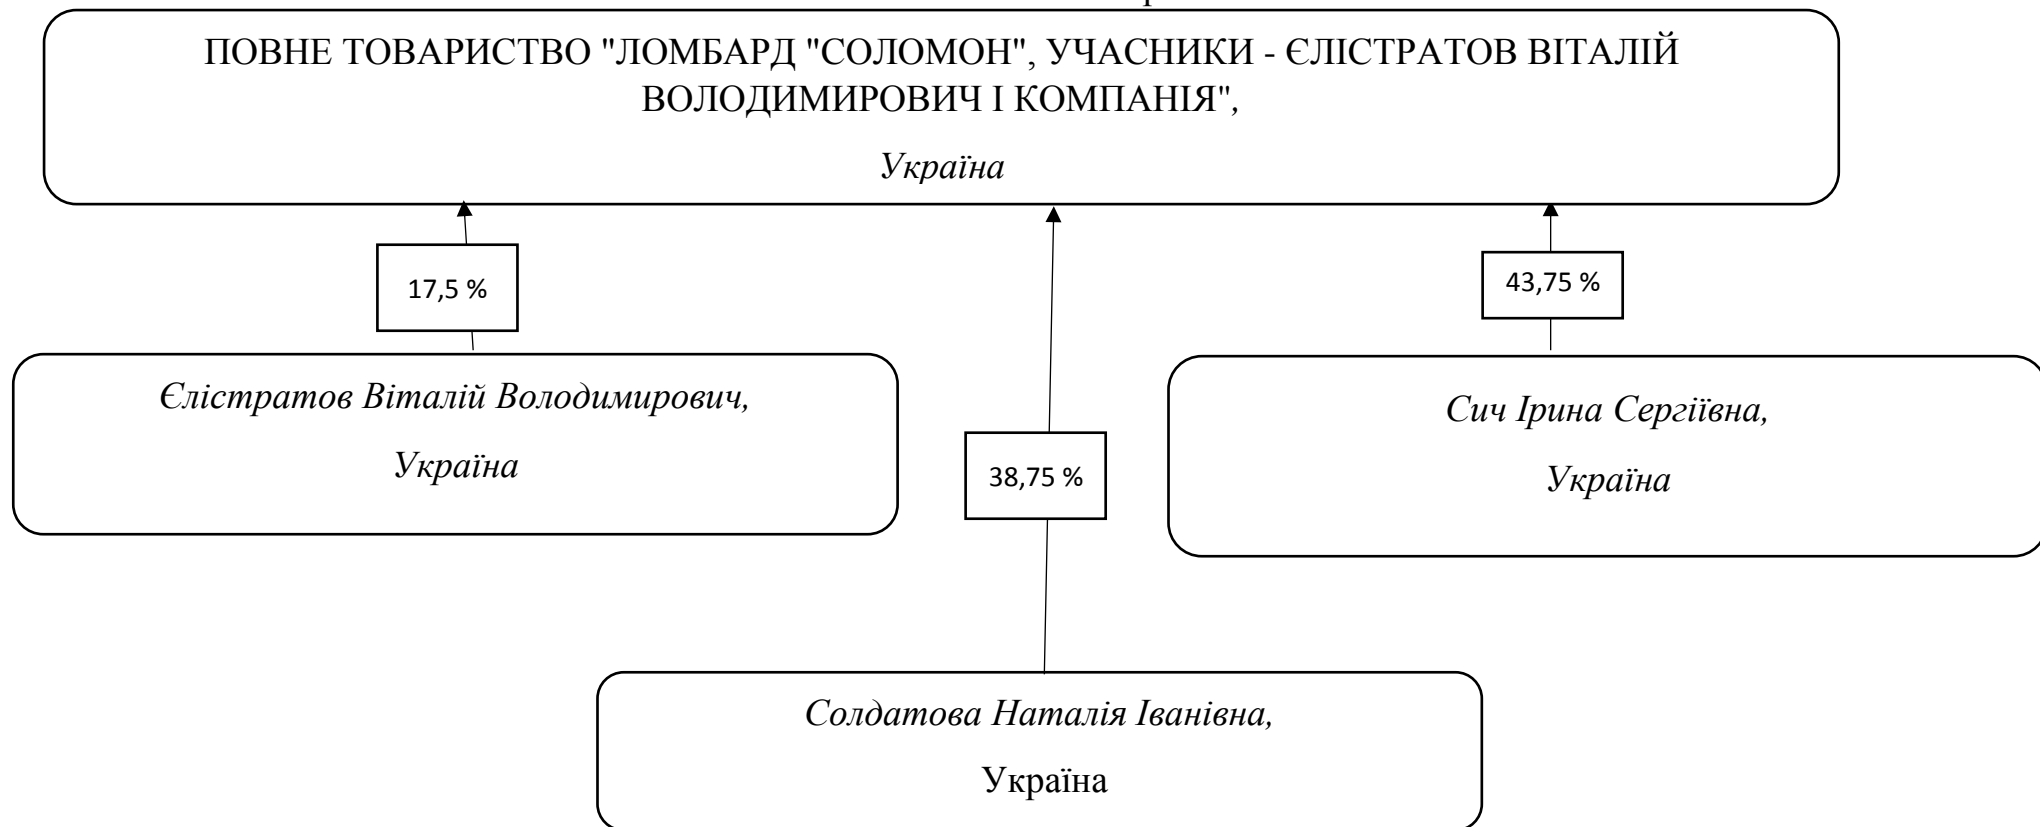 ПОВНЕ ТОВАРИСТВО "ЛОМБАРД "СОЛОМОН", УЧАСНИКИ - ЄЛІСТРАТОВ ВІТАЛІЙ
ВОЛОДИМИРОВИЧ І КОМПАНІЯ",
Україна
17,5 %
43,75 %
Єлістратов Віталій Володимирович,
Україна
Сич Ірина Сергіївна,
Україна
38,75 %
Солдатова Наталія Іванівна,
Україна